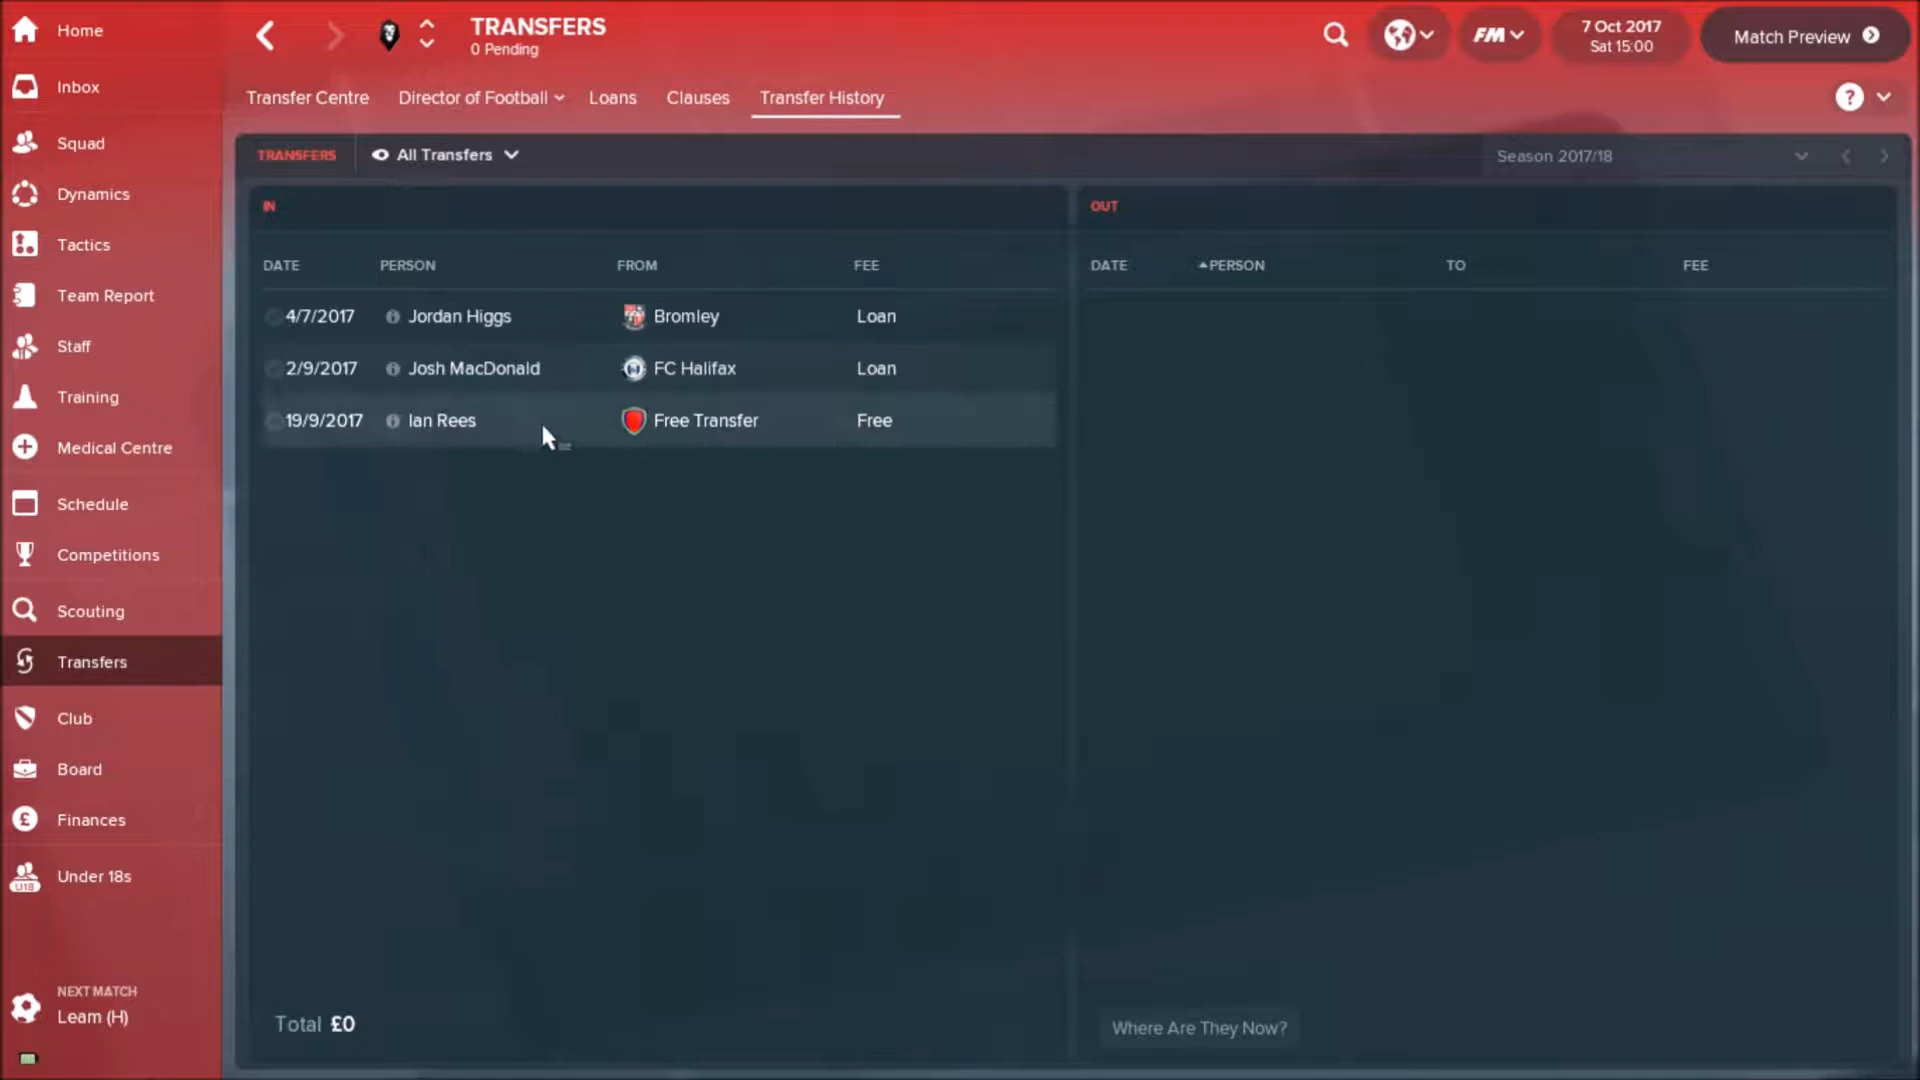 Home
Inbox
Squad
Dynamics
Tactics
Team Report
Staff
Training
Medical Centre
Schedule
Competitions
Scouting
Transfers
Club
Board
£ Finances
U18 Under 18s
NEXT MATCH
Leam (H)
TRANSFERS
0 Pending
FM
7 Oct 2017
Sat 15:00
Match Preview
Transfer Centre Director of Football Loans Clauses Transfer History
?
TRANSFERS All Transfers Season 2017/18
IN
DATE PERSON FROM FEE
4/7/2017 Jordan Higgs Bromley Loan
2/9/2017 Josh MacDonald FC Halifax Loan
19/9/2017 Ian Rees Free Transfer Free
Total £0
OUT
DATE PERSON TO FEE
Where Are They Now?